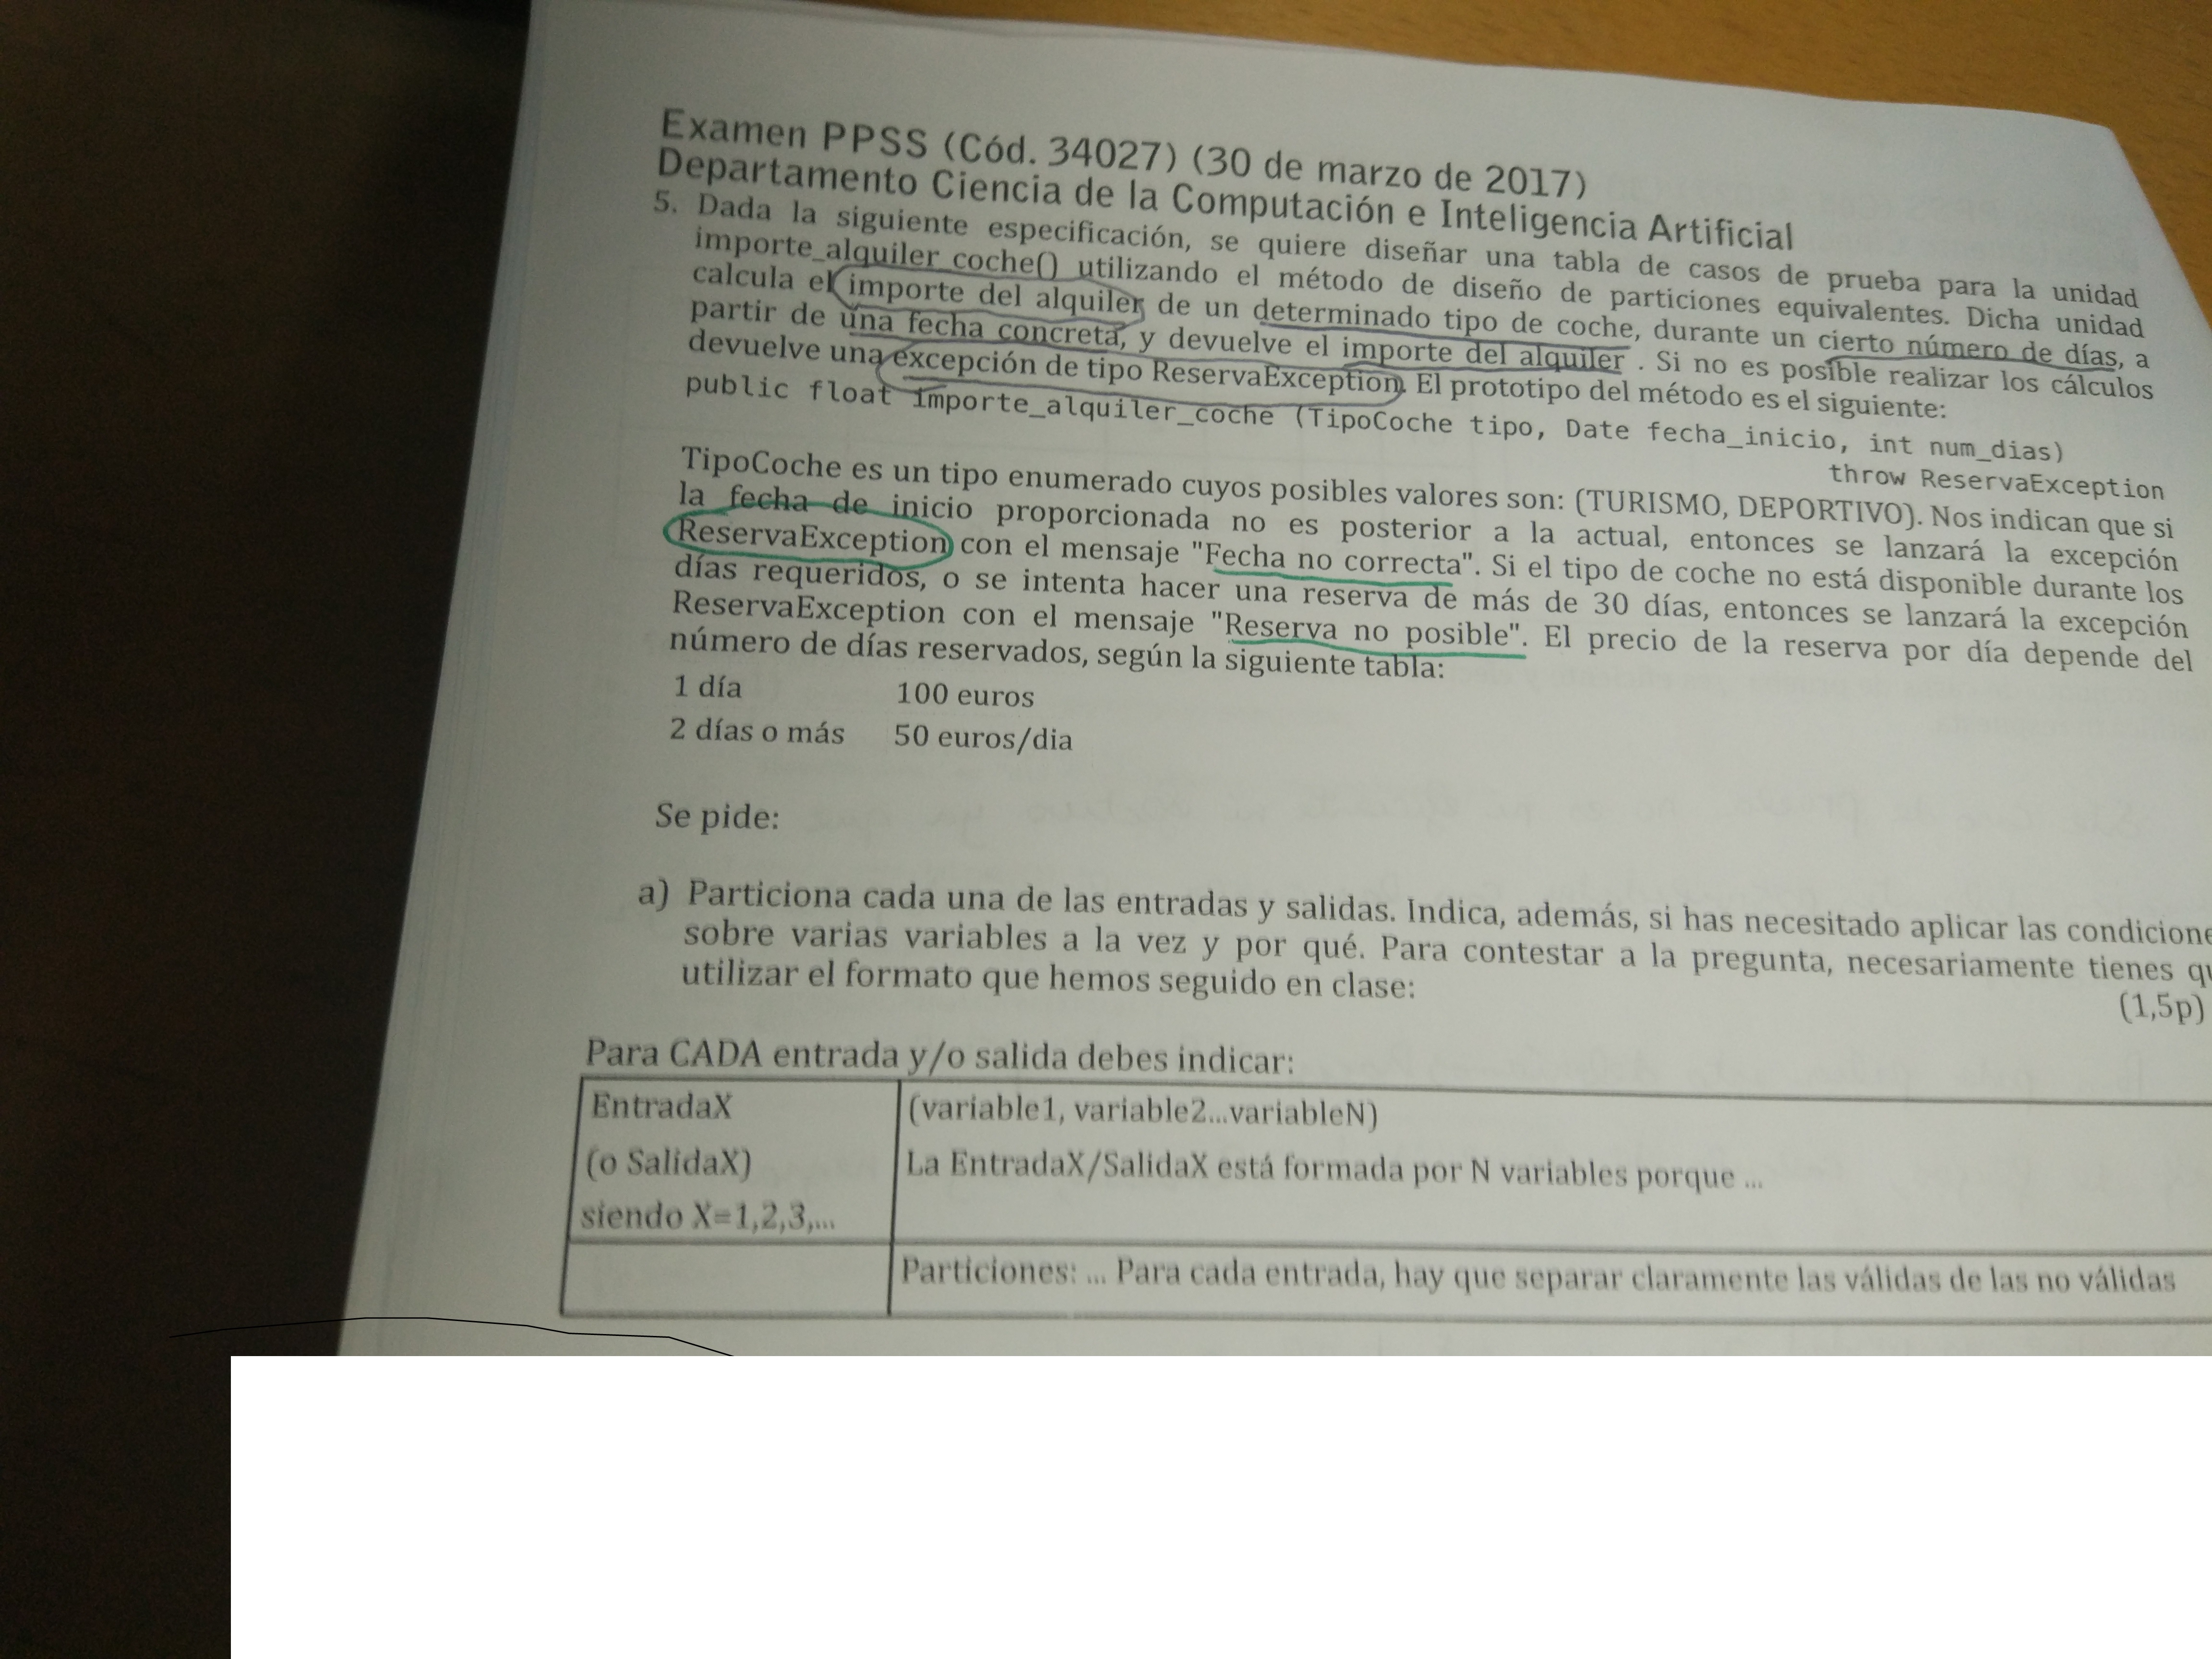 Examen PPSS (Cód. 34027) (30 de marzo de 2017)
Departamento Ciencia de la Computación e Inteligencia Artificial
5. Dada la siguiente especificación, se quiere diseñar una tabla de casos de prueba para la unidad
importe_alquiler_coche() utilizando el método de diseño de particiones equivalentes. Dicha unidad
calcula el importe del alquiler de un determinado tipo de coche, durante un cierto número de días, a
partir de una fecha concreta, y devuelve el importe del alquiler . Si no es posible realizar los cálculos
devuelve una excepción de tipo ReservaException. El prototipo del método es el siguiente:
public float importe_alquiler_coche (TipoCoche tipo, Date fecha_inicio, int num_dias)
throw ReservaException
TipoCoche es un tipo enumerado cuyos posibles valores son: (TURISMO, DEPORTIVO). Nos indican que si
la fecha de inicio proporcionada no es posterior a la actual, entonces se lanzará la excepción
ReservaException con el mensaje "Fecha no correcta". Si el tipo de coche no está disponible durante los
días requeridos, o se intenta hacer una reserva de más de 30 días, entonces se lanzará la excepción
ReservaException con el mensaje "Reserva no posible". El precio de la reserva por día depende del
número de días reservados, según la siguiente tabla:
1 día 100 euros
2 días o más 50 euros/dia
Se pide:
a) Particiona cada una de las entradas y salidas. Indica, además, si has necesitado aplicar las condicione
sobre varias variables a la vez y por qué. Para contestar a la pregunta, necesariamente tienes qu
utilizar el formato que hemos seguido en clase:
(1,5p)
Para CADA entrada y/o salida debes indicar:
EntradaX
(o SalidaX)
siendo X=1,2,3,...
(variable1, variable2...variableN)
La EntradaX/SalidaX está formada por N variables porque ...
Particiones: ... Para cada entrada, hay que separar claramente las válidas de las no válidas